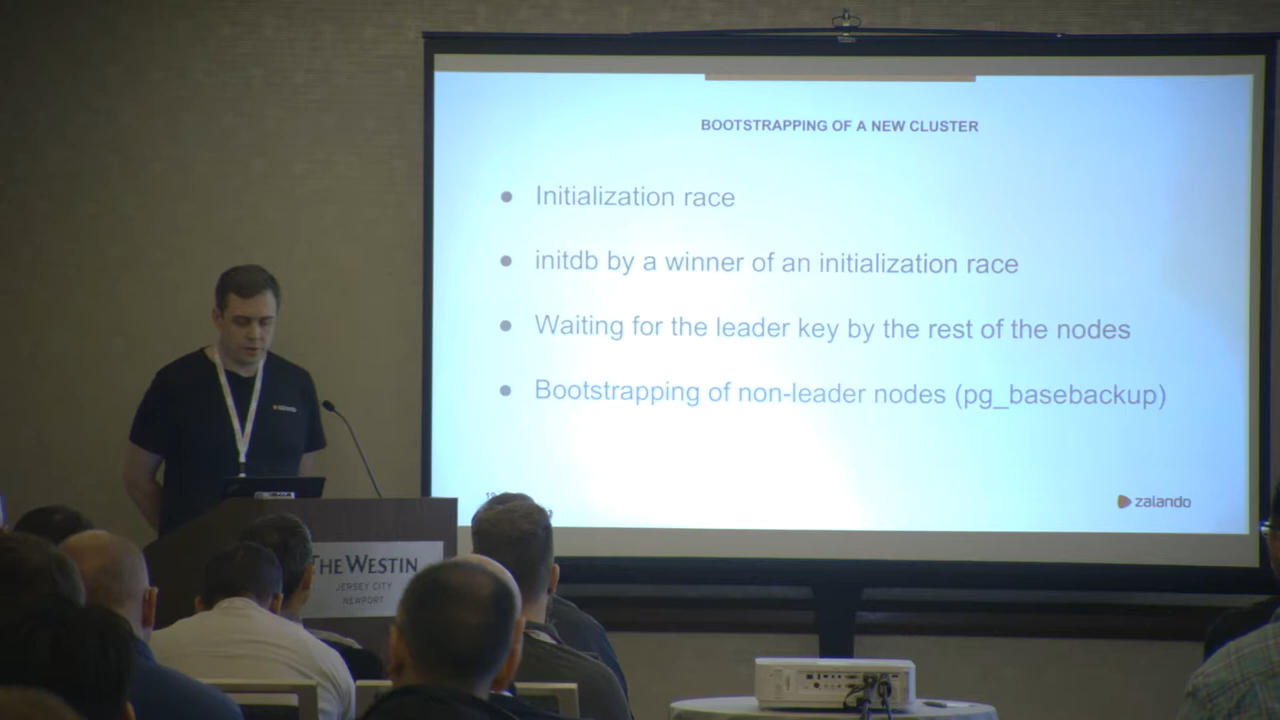 BOOTSTRAPPING OF A NEW CLUSTER
● Initialization race
● initdb by a winner of an initialization race
● Waiting for the leader key by the rest of the nodes
● Bootstrapping of non-leader nodes (pg_basebackup)
zalando
THE WESTIN
JERSEY CITY
NEWPORT